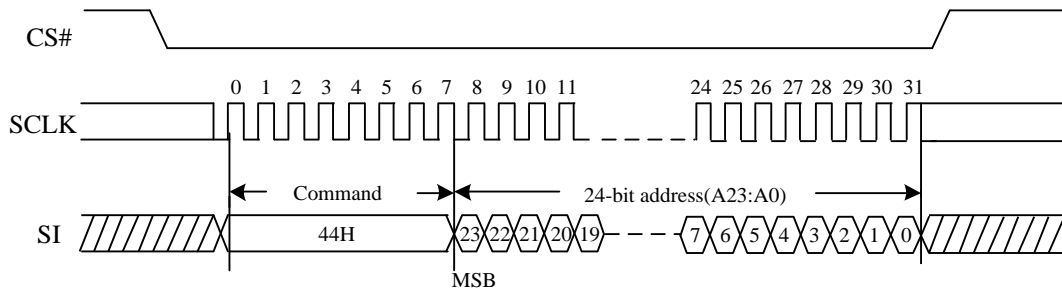 CS#
0 1 2 3 4 5 6 7 8 9 10 11 24 25 26 27 28 29 30 31
SCLK
Command 24-bit address(A23:A0)
SI 44H 23 22 21 20 19 7 6 5 4 3 2 1 0
MSB